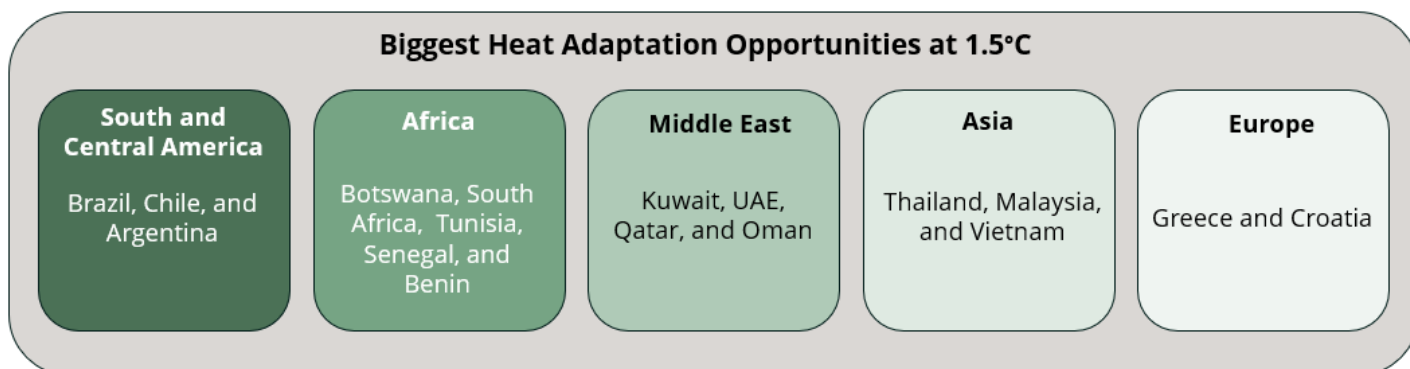 Biggest Heat Adaptation Opportunities at 1.5°C
South and
Central America
Brazil, Chile, and
Argentina
Africa
Botswana, South
Africa, Tunisia,
Senegal, and
Benin
Middle East
Kuwait, UAE,
Qatar, and Oman
Asia
Thailand, Malaysia,
and Vietnam
Europe
Greece and Croatia